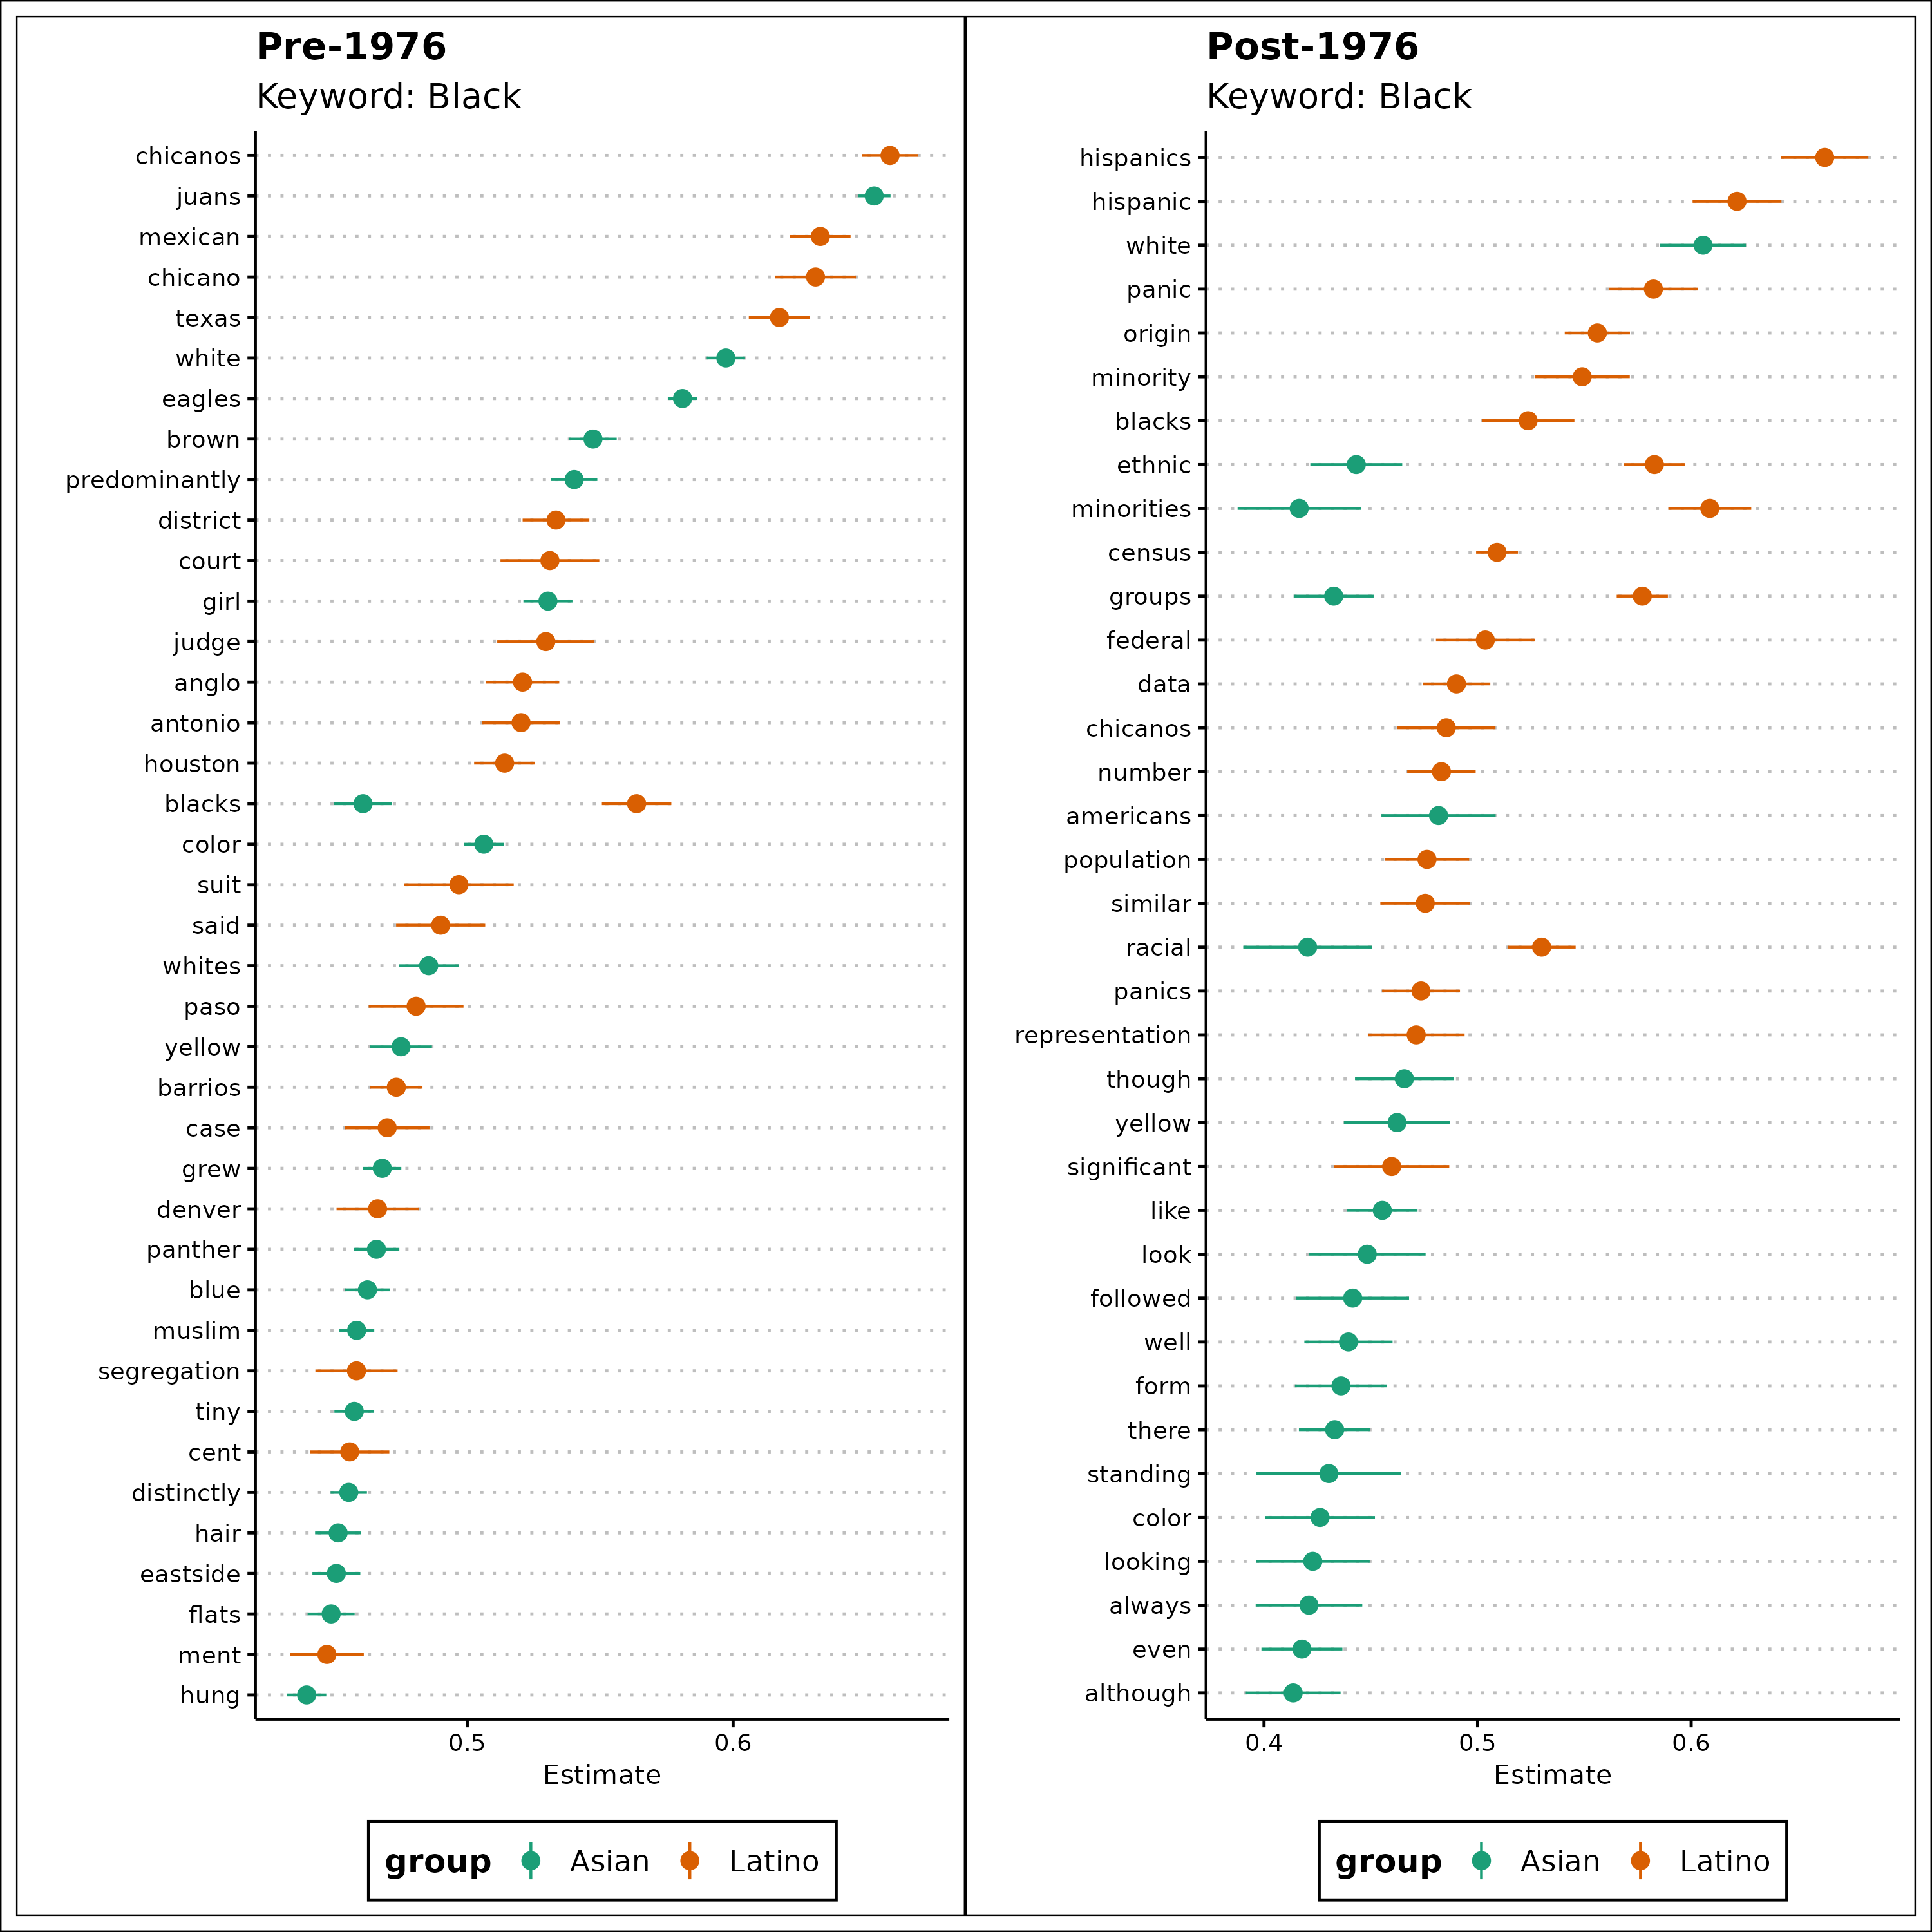 Pre-1976
Keyword: Black
chicanos
juans
mexican
chicano
texas
white
eagles
brown
predominantly
district
court
girl
judge
anglo
antonio
houston
blacks
color
suit
said
whites
paso
yellow
barrios
case
grew
denver
panther
blue
muslim
segregation
tiny
cent
distinctly
hair
eastside
flats
ment
hung
0.5 0.6
Estimate
group Asian Latino
Post-1976
Keyword: Black
hispanics
hispanic
white
panic
origin
minority
blacks
ethnic
minorities
census
groups
federal
data
chicanos
number
americans
population
similar
racial
panics
representation
though
yellow
significant
like
look
followed
well
form
there
standing
color
looking
always
even
although
0.4 0.5 0.6
Estimate
group Asian Latino